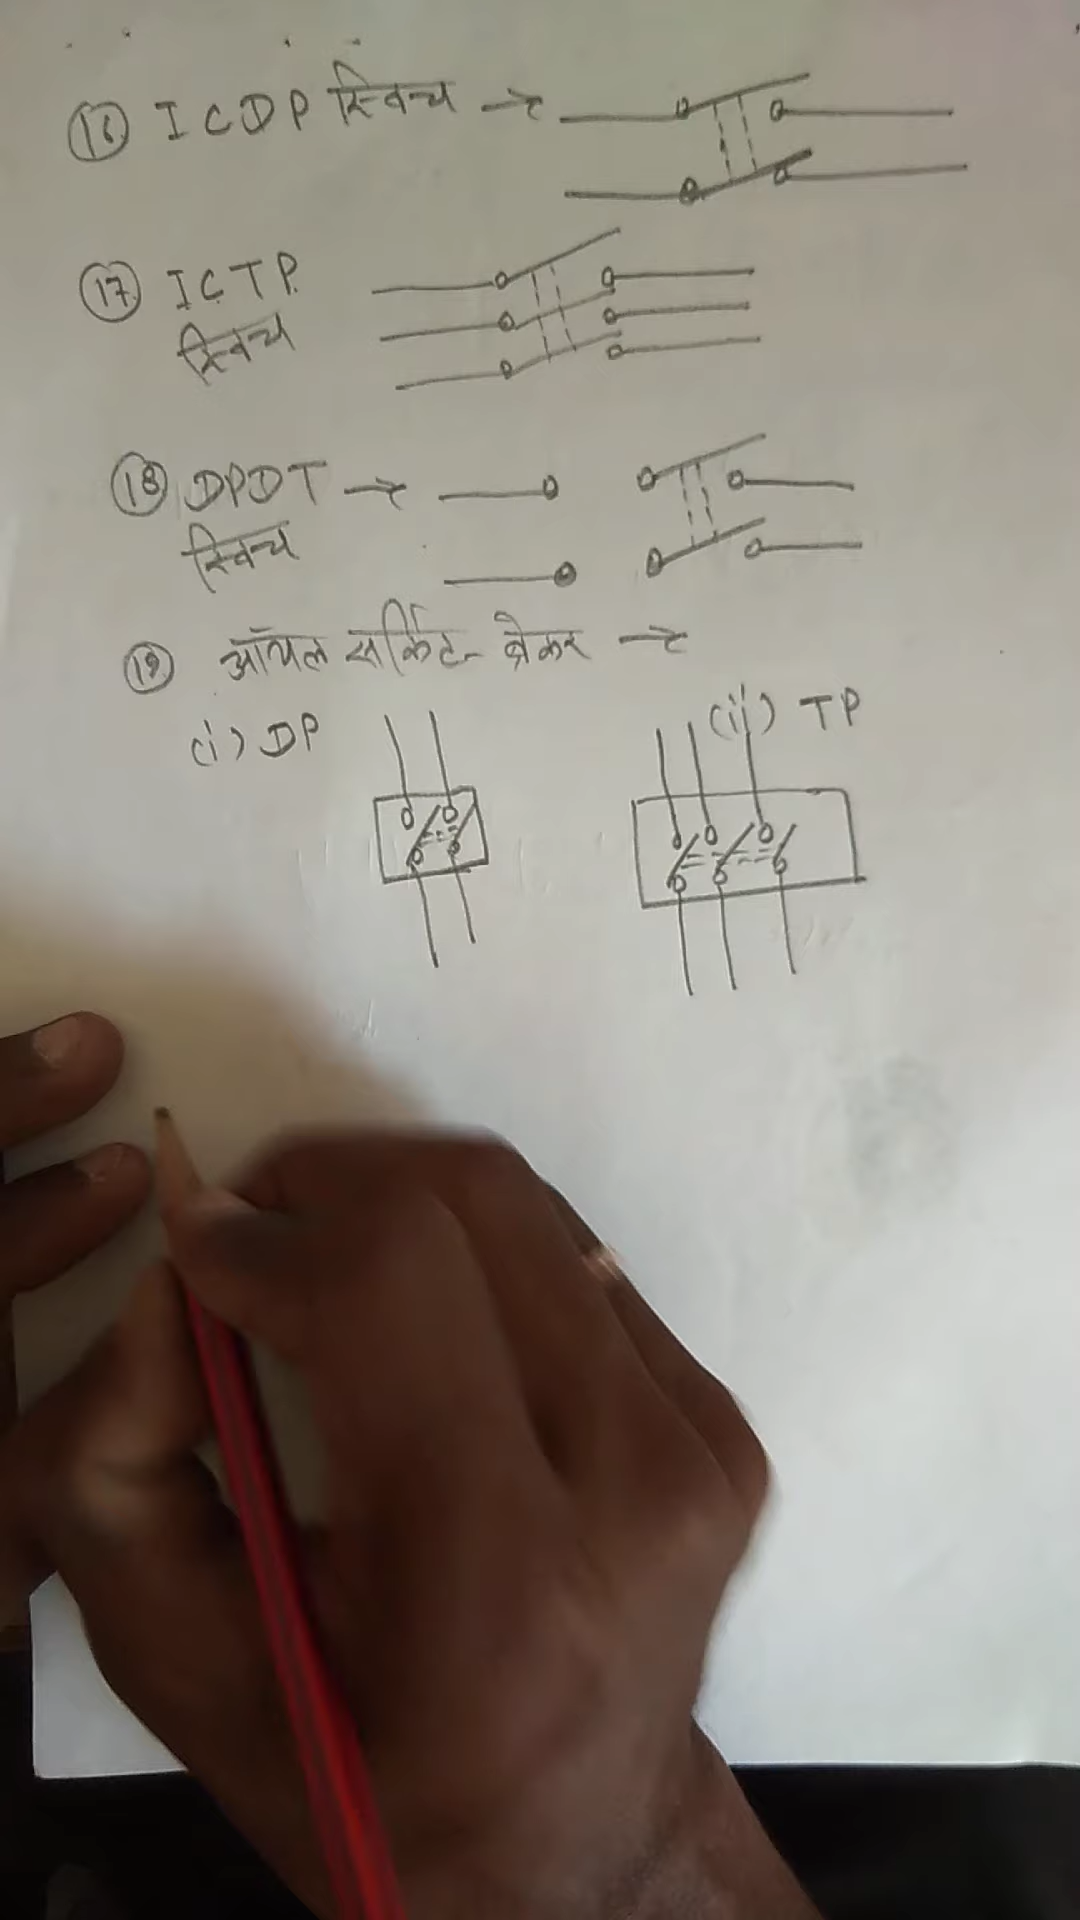 16 ICDP स्विच →
17 ICTP
स्विच
18 DPDT →
स्विच
19 ऑयल सर्किट ब्रेकर →
(i) DP (ii) TP